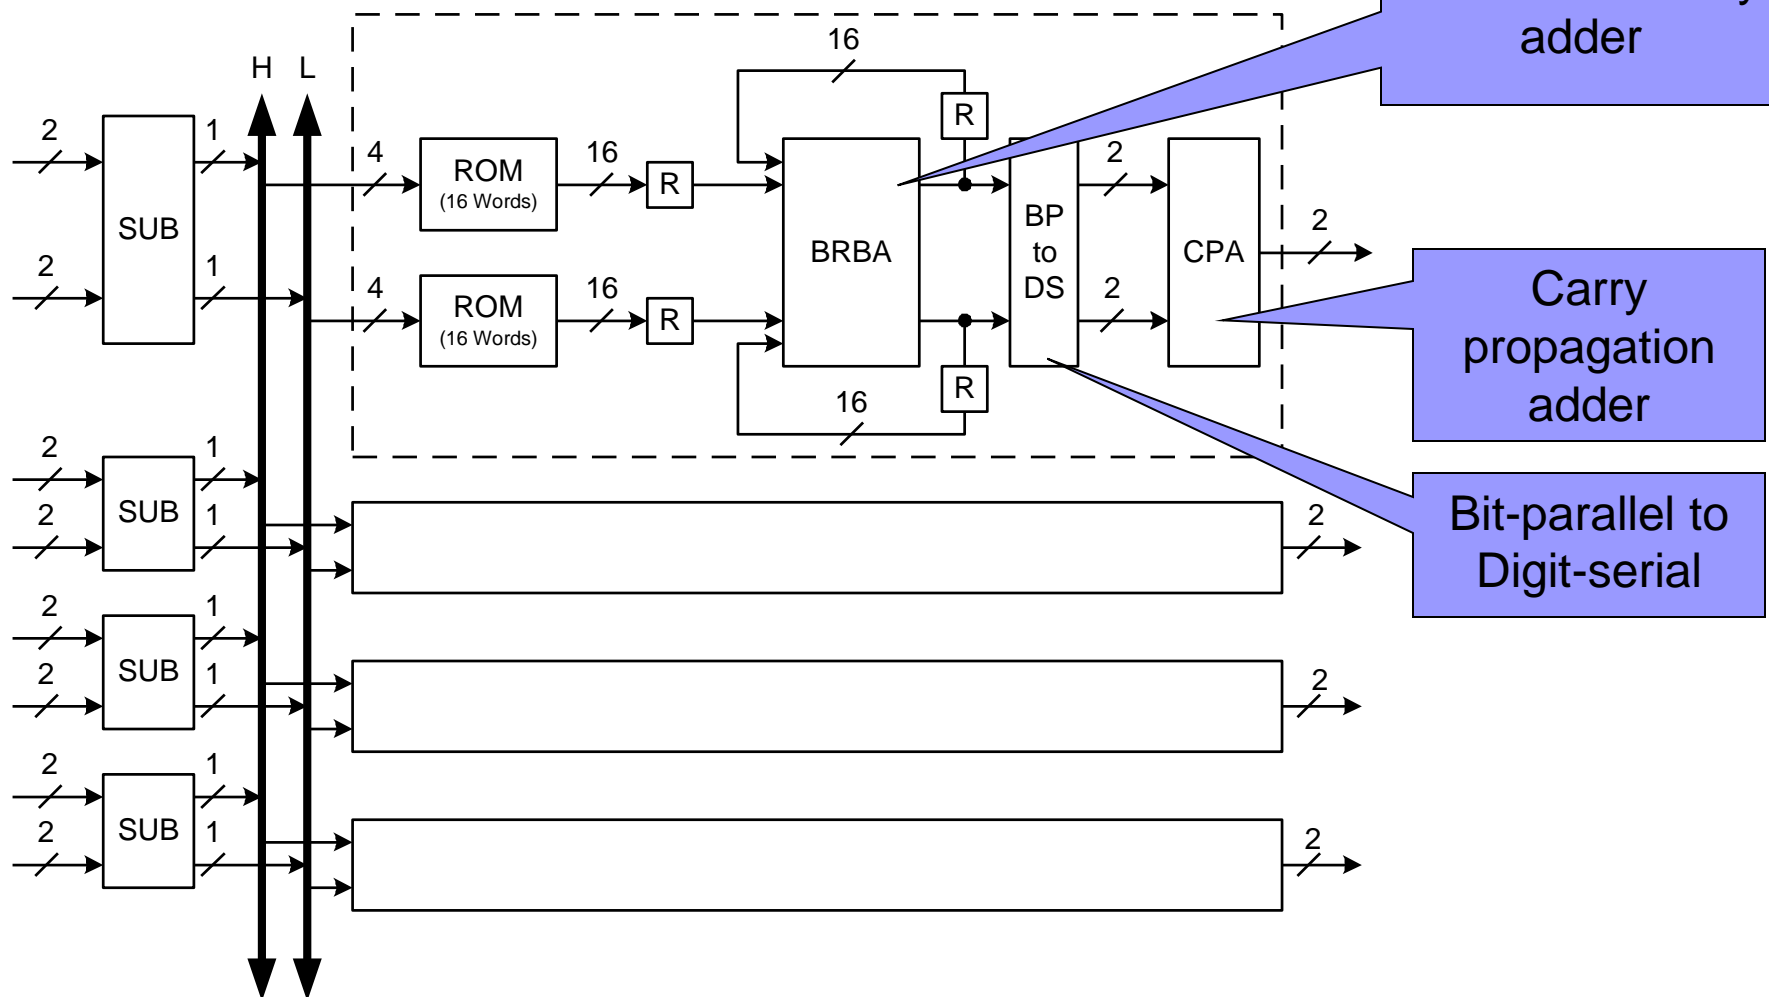 adder
16
H L
2 1 R
4 ROM 16 2
(16 Words) R
SUB BP
BRBA to CPA 2
2 1 DS
4 ROM 16 2
(16 Words) R
Carry
propagation
adder
R
16
2 1
SUB
2 1
2
Bit-parallel to
Digit-serial
2 1
SUB
2 1
2
2 1
SUB
2 1
2